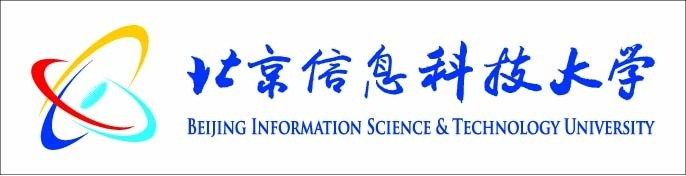 北京信息科技大学
BEIJING INFORMATION SCIENCE & TECHNOLOGY UNIVERSITY